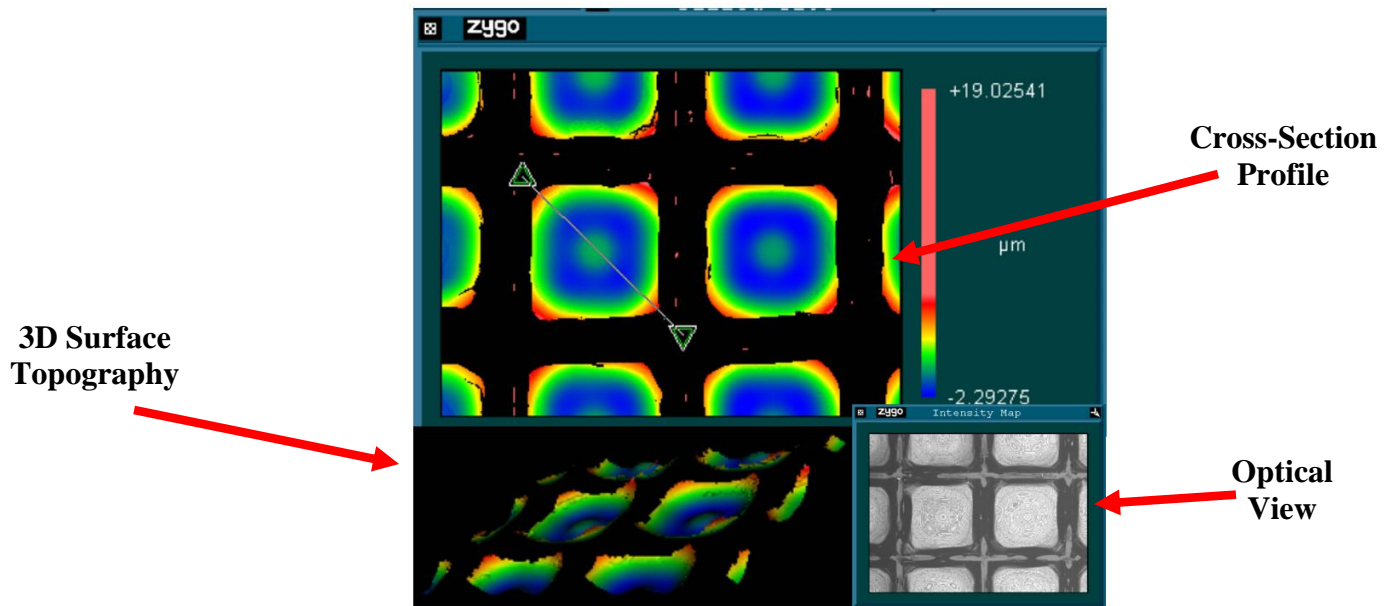 zygo
+19.02541
µm
-2.29275
Cross-Section
Profile
3D Surface
Topography
zygo Intensity Map
Optical
View